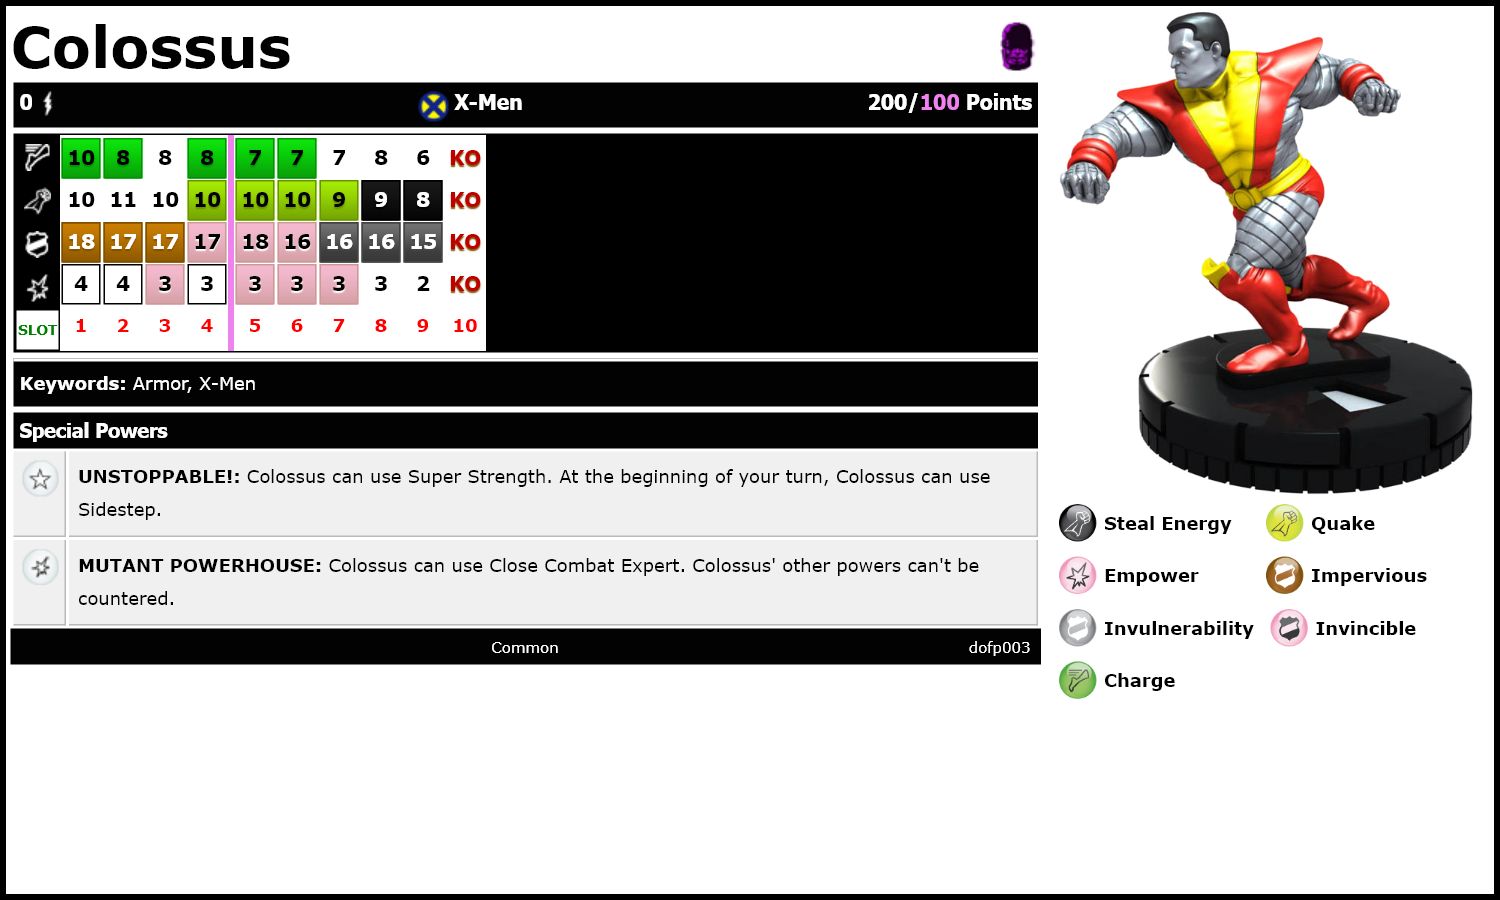 Colossus
0 X-Men 200/100 Points
10 8 8 8 7 7 7 8 6 KO
10 11 10 10 10 10 9 9 8 KO
18 17 17 17 18 16 16 16 15 KO
4 4 3 3 3 3 3 3 2 KO
SLOT 1 2 3 4 5 6 7 8 9 10
Keywords: Armor, X-Men
Special Powers
UNSTOPPABLE!: Colossus can use Super Strength. At the beginning of your turn, Colossus can use
Sidestep.
MUTANT POWERHOUSE: Colossus can use Close Combat Expert. Colossus' other powers can't be
countered.
Common dofp003
Steal Energy Quake
Empower Impervious
Invulnerability Invincible
Charge